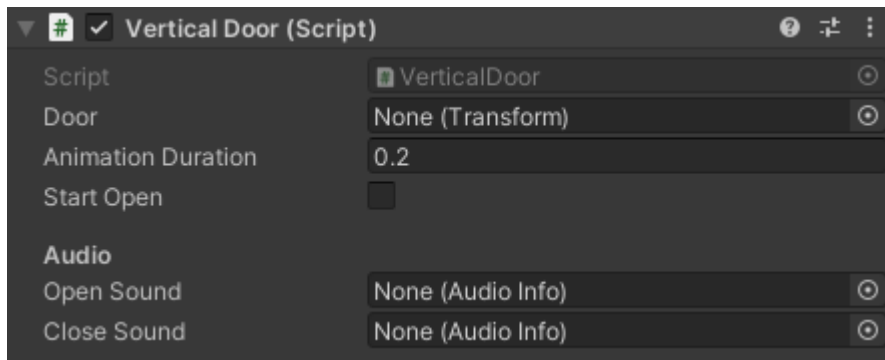 # Vertical Door (Script)
Script # VerticalDoor
Door None (Transform)
Animation Duration 0.2
Start Open
Audio
Open Sound None (Audio Info)
Close Sound None (Audio Info)